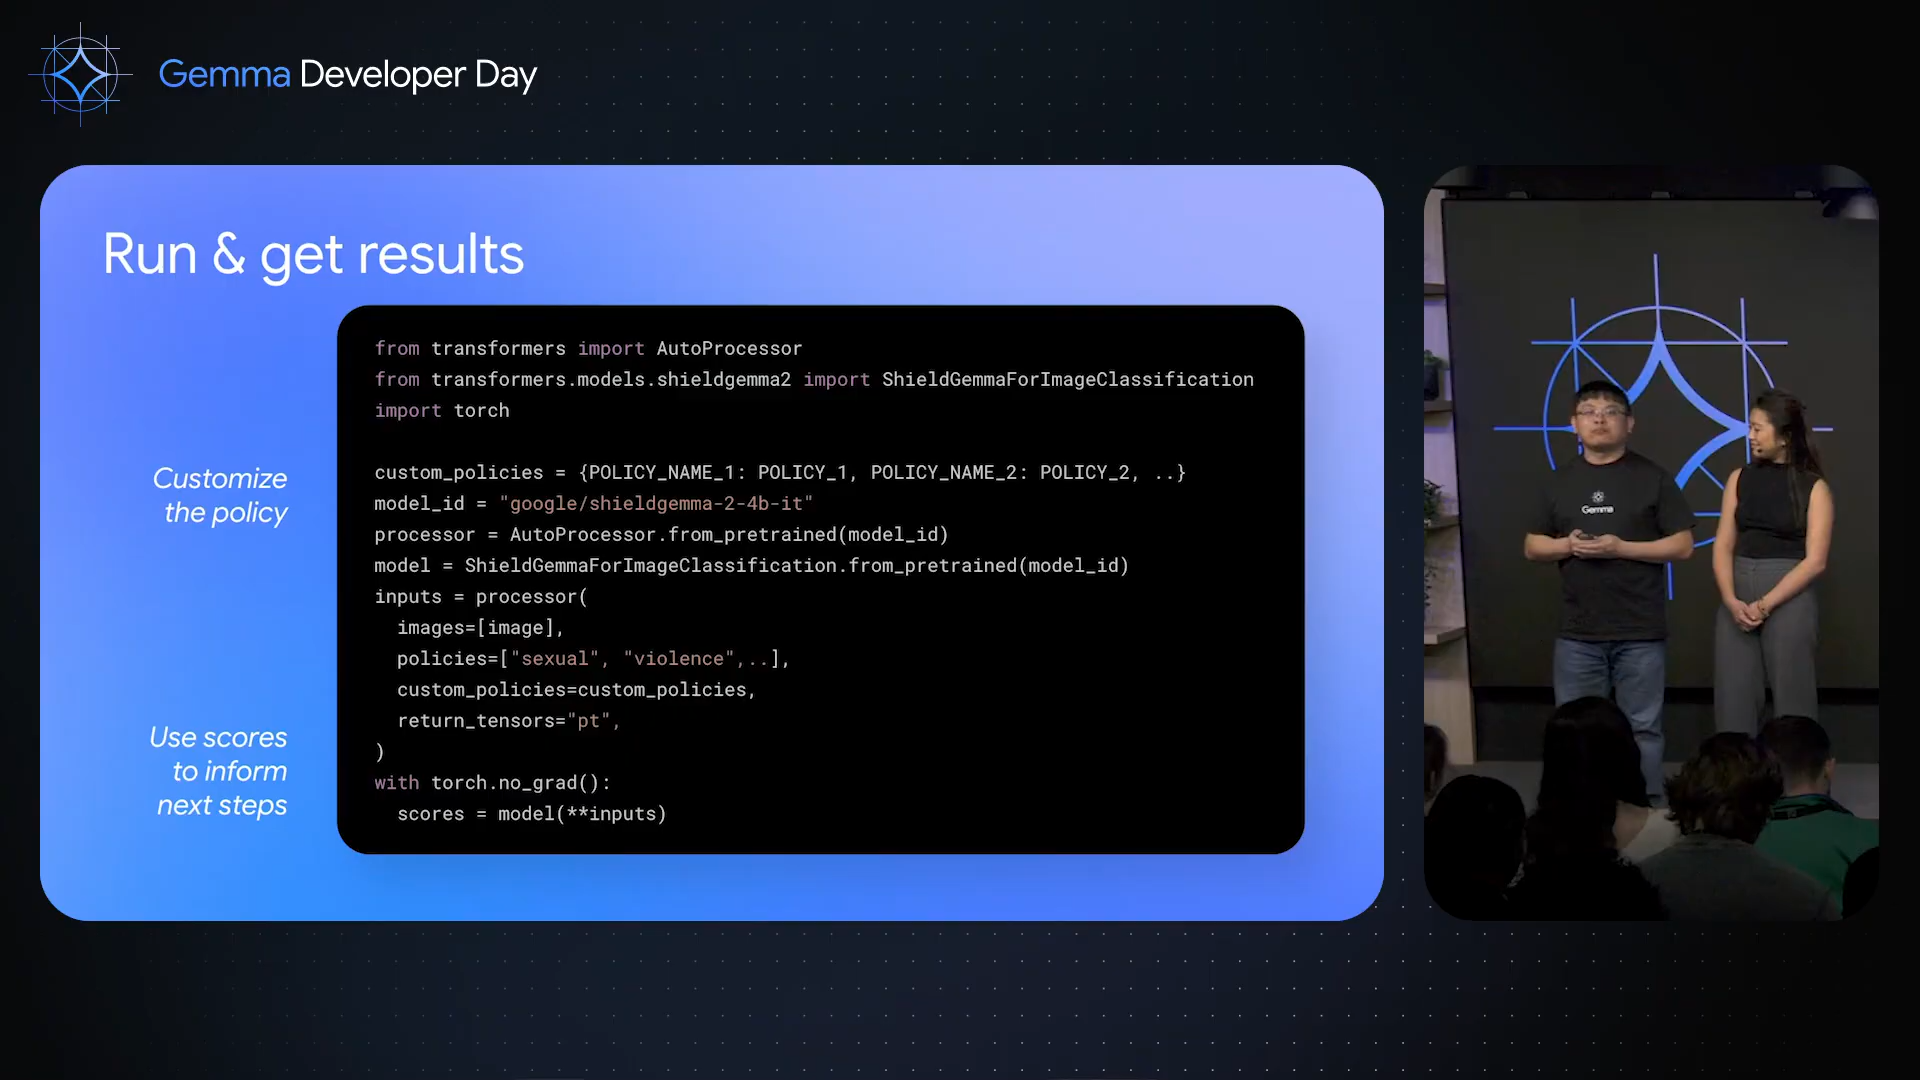 Gemma Developer Day
Run & get results
Customize
the policy
Use scores
to inform
next steps
from transformers import AutoProcessor
from transformers.models.shieldgemma2 import ShieldGemmaForImageClassification
import torch
custom_policies = {POLICY_NAME_1: POLICY_1, POLICY_NAME_2: POLICY_2, ..}
model_id = "google/shieldgemma-2-4b-it"
processor = AutoProcessor.from_pretrained(model_id)
model = ShieldGemmaForImageClassification.from_pretrained(model_id)
inputs = processor(
  images=[image],
  policies=["sexual", "violence",..],
  custom_policies=custom_policies,
  return_tensors="pt",
)
with torch.no_grad():
  scores = model(**inputs)
Gemma